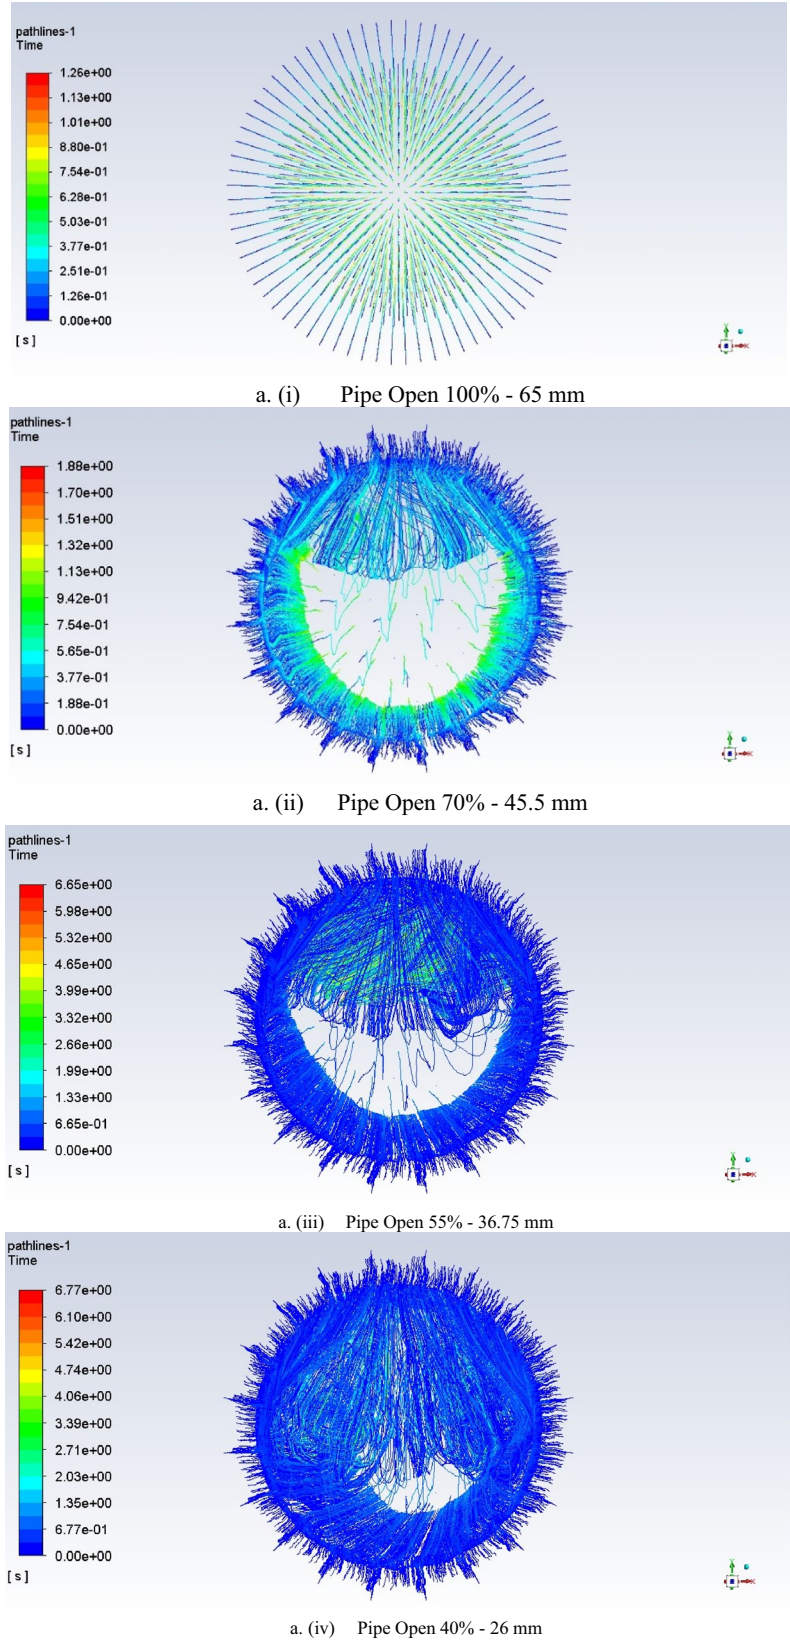 pathlines-1
Time
1.26e+00
1.13e+00
1.01e+00
8.80e-01
7.54e-01
6.28e-01
5.03e-01
3.77e-01
2.51e-01
1.26e-01
0.00e+00
[ s ]
a. (i) Pipe Open 100% - 65 mm
pathlines-1
Time
1.88e+00
1.70e+00
1.51e+00
1.32e+00
1.13e+00
9.42e-01
7.54e-01
5.65e-01
3.77e-01
1.88e-01
0.00e+00
[ s ]
a. (ii) Pipe Open 70% - 45.5 mm
pathlines-1
Time
6.65e+00
5.98e+00
5.32e+00
4.65e+00
3.99e+00
3.32e+00
2.66e+00
1.99e+00
1.33e+00
6.65e-01
0.00e+00
[ s ]
a. (iii) Pipe Open 55% - 36.75 mm
pathlines-1
Time
6.77e+00
6.10e+00
5.42e+00
4.74e+00
4.06e+00
3.39e+00
2.71e+00
2.03e+00
1.35e+00
6.77e-01
0.00e+00
[ s ]
a. (iv) Pipe Open 40% - 26 mm